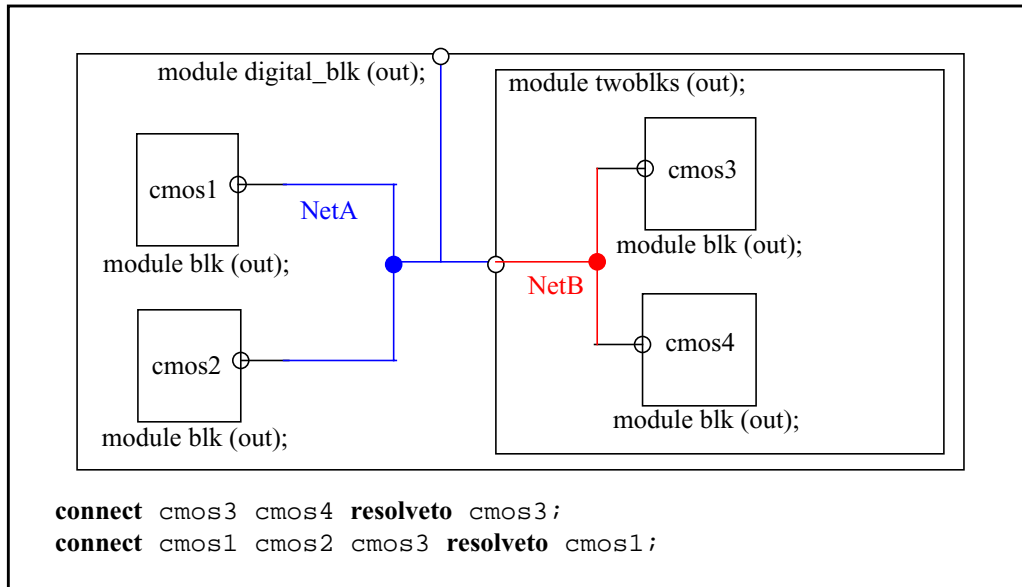 module digital_blk (out);
module twoblks (out);
cmos1
cmos3
NetA
module blk (out);
module blk (out);
NetB
cmos2
cmos4
module blk (out);
module blk (out);
connect cmos3 cmos4 resolveto cmos3;
connect cmos1 cmos2 cmos3 resolveto cmos1;